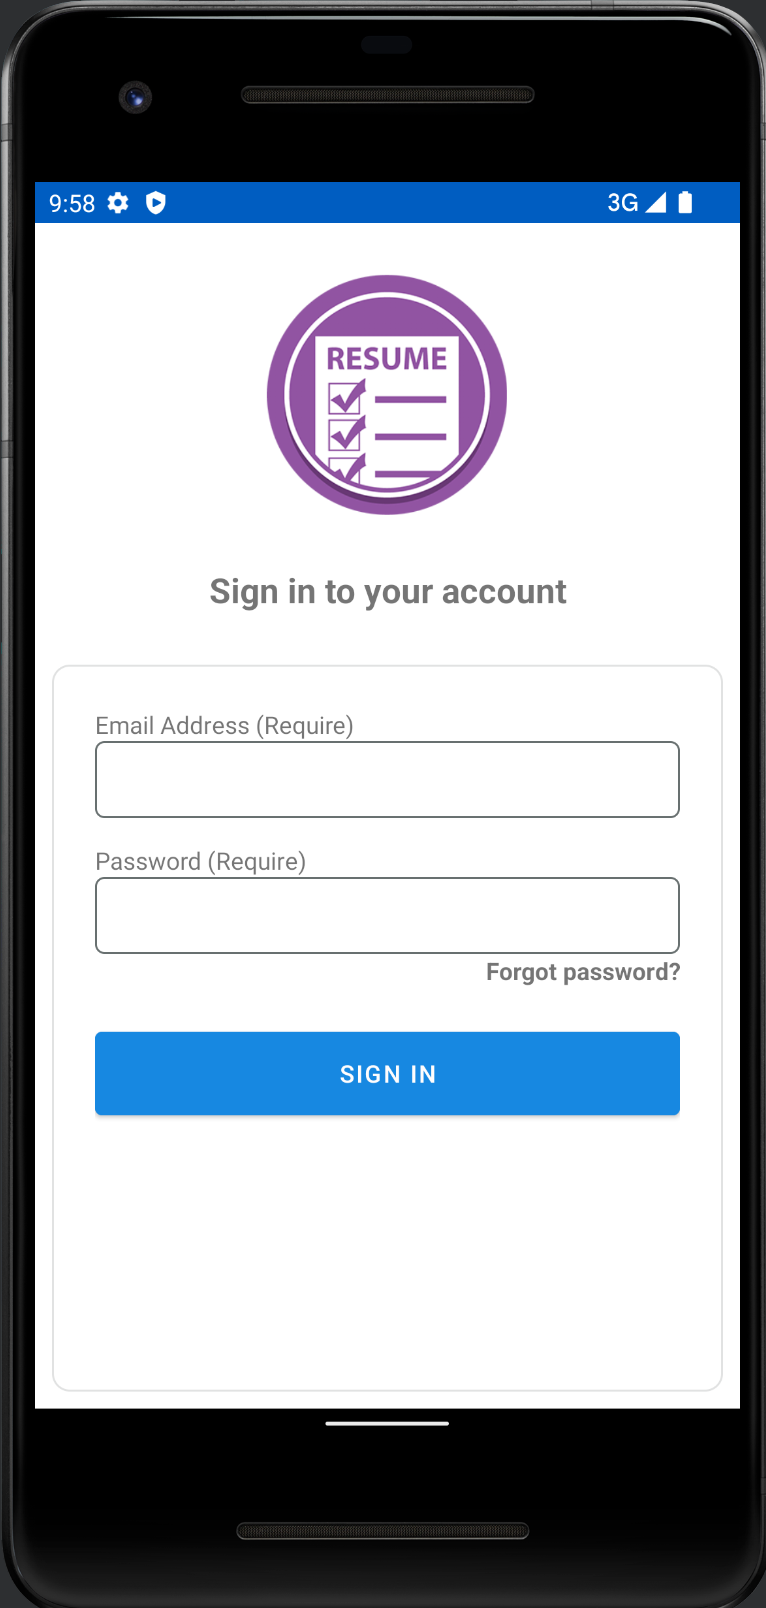 9:58 3G
RESUME
Sign in to your account
Email Address (Require)
Password (Require)
Forgot password?
SIGN IN